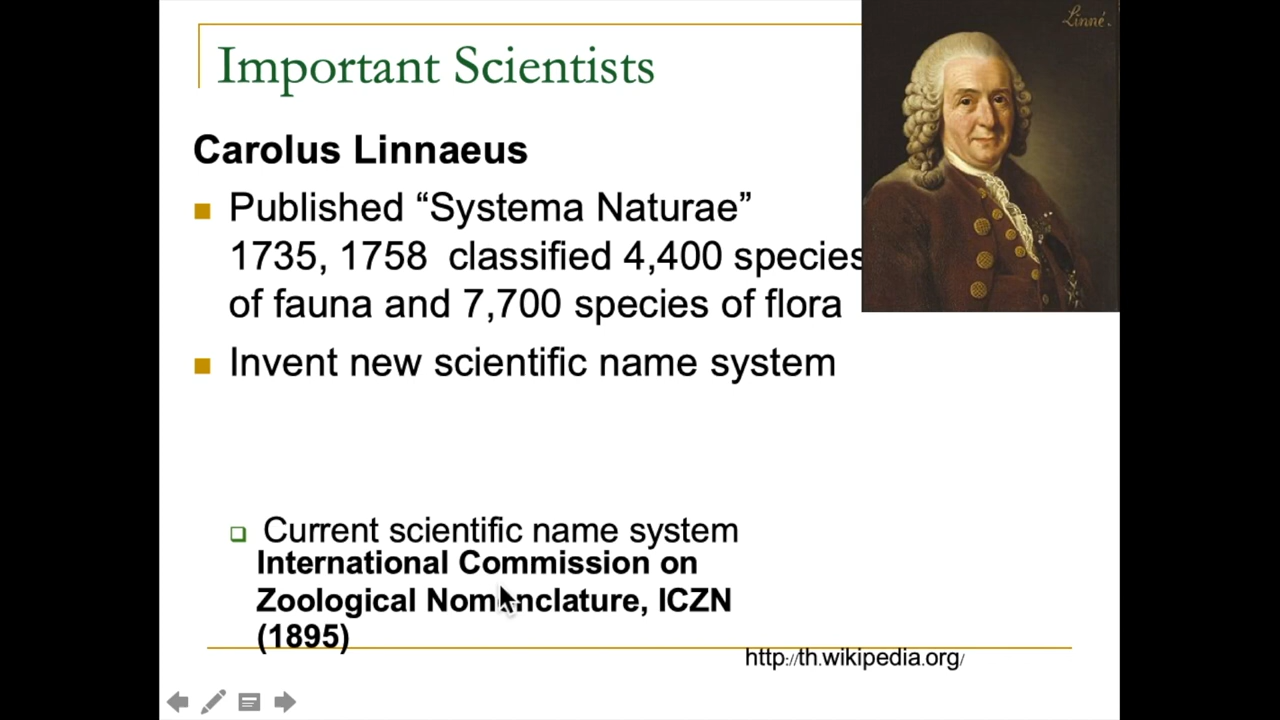 Important Scientists
Linné.
Carolus Linnaeus
Published “Systema Naturae”
1735, 1758 classified 4,400 species
of fauna and 7,700 species of flora
Invent new scientific name system
Current scientific name system
International Commission on
Zoological Nomenclature, ICZN
(1895)
http://th.wikipedia.org/